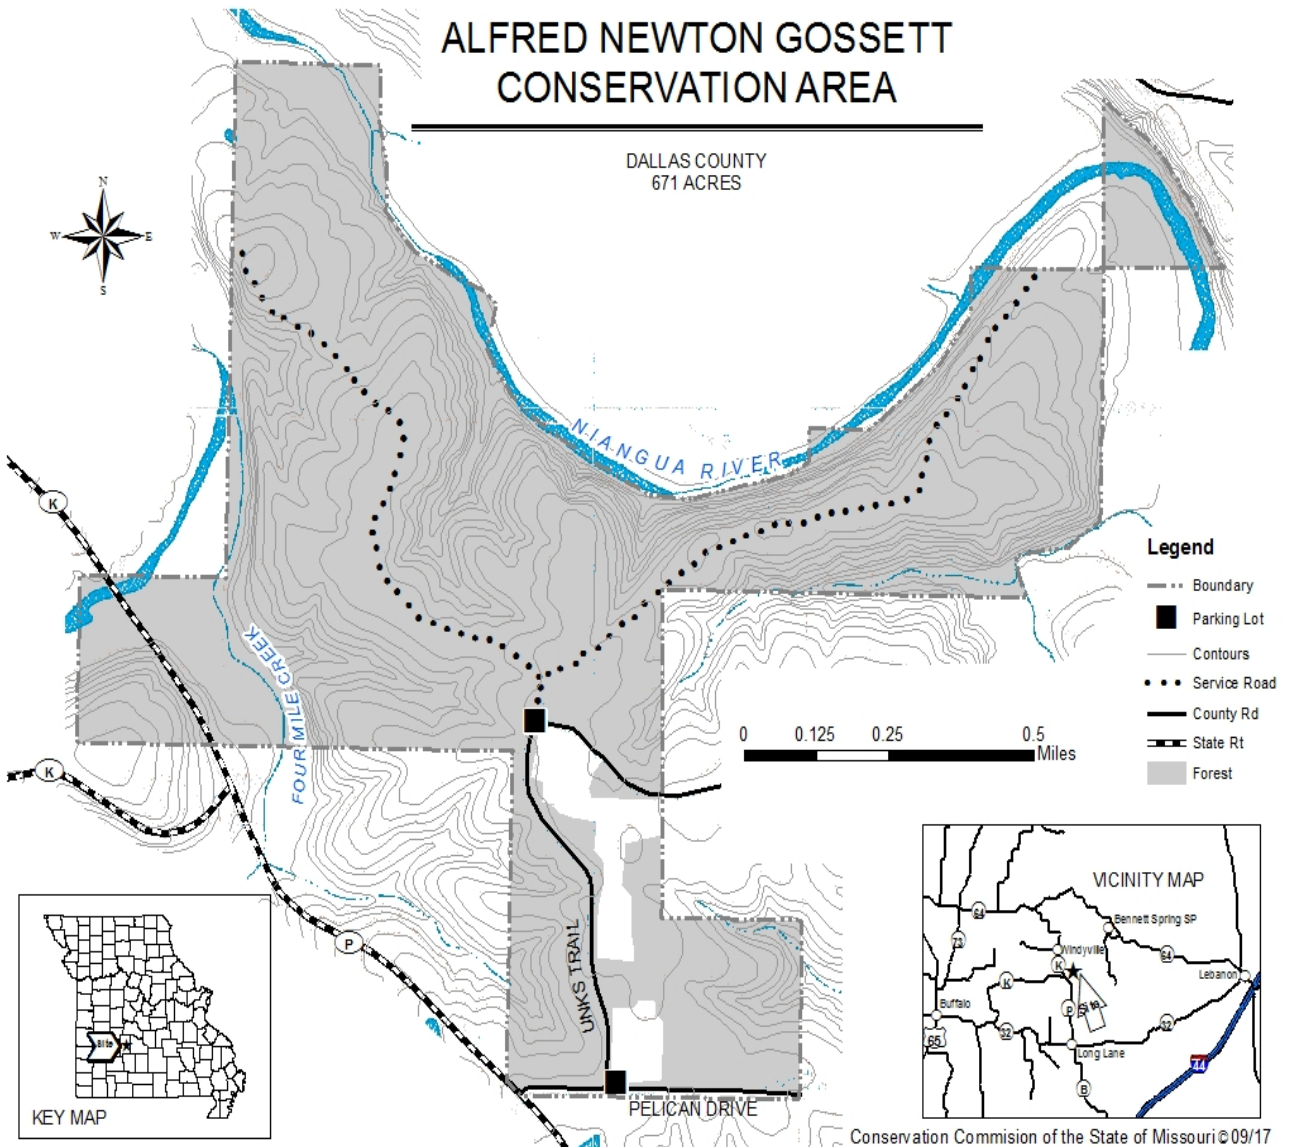 ALFRED NEWTON GOSSETT
CONSERVATION AREA
DALLAS COUNTY
671 ACRES
N
W
E
S
NIANGUA RIVER
K
FOUR MILE CREEK
K
P
UNKS TRAIL
PELICAN DRIVE
Legend
Boundary
Parking Lot
Contours
Service Road
County Rd
State Rt
Forest
0
0.125
0.25
0.5
Miles
KEY MAP
Site
VICINITY MAP
64
Bennett Spring SP
73
Windyville
64
K
K
Lebanon
Buffalo
P
Site
32
32
65
Long Lane
44
B
Conservation Commision of the State of Missouri © 09/17